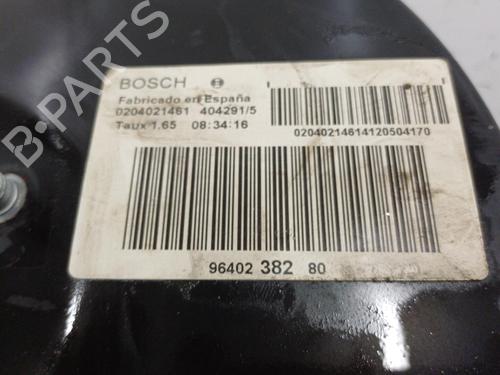 BOSCH
Fabricado en España
0204021461 404291/5
Taux 1.65 08:34:16
02040214614120504170
96402 382 80
B-PARTS